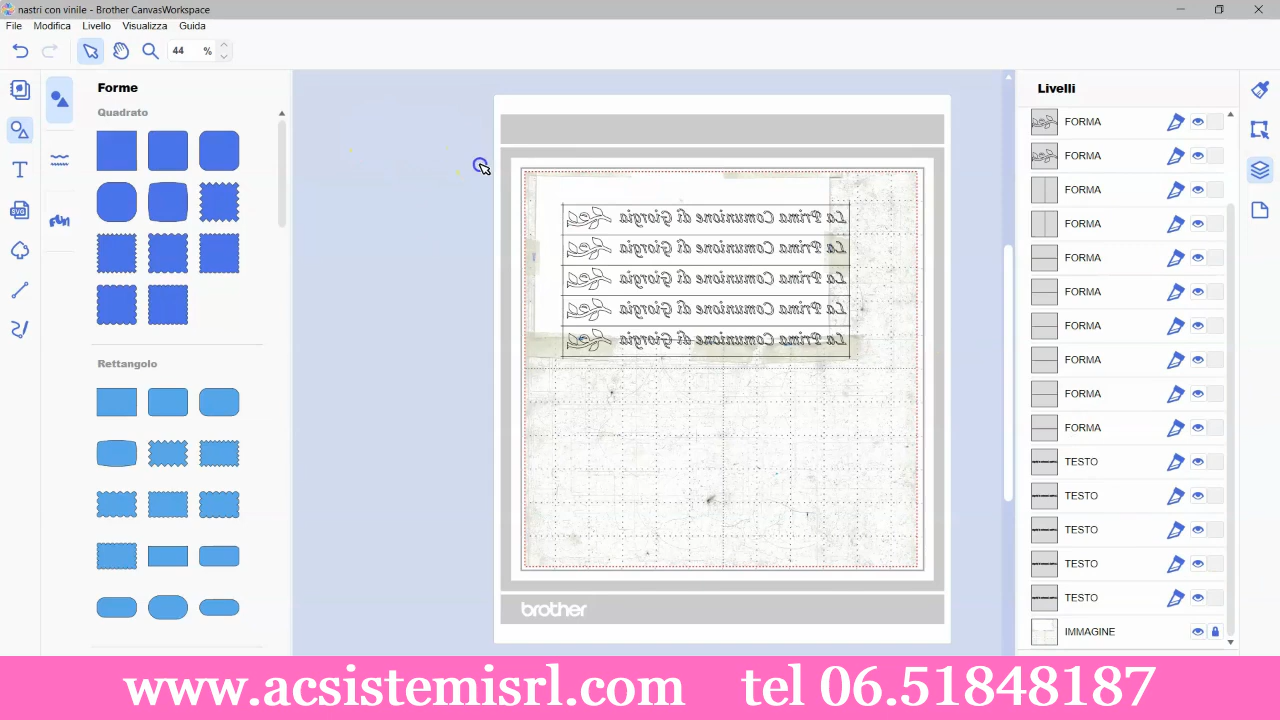 nastri con vinile - Brother CanvasWorkspace
File Modifica Livello Visualizza Guida
44 %
Forme
Quadrato
Rettangolo
SVG
FUN
La Prima Comunione di Giorgia
La Prima Comunione di Giorgia
La Prima Comunione di Giorgia
La Prima Comunione di Giorgia
La Prima Comunione di Giorgia
brother
Livelli
FORMA
FORMA
FORMA
FORMA
FORMA
FORMA
FORMA
FORMA
FORMA
FORMA
TESTO
TESTO
TESTO
TESTO
TESTO
IMMAGINE
www.acsistemisrl.com tel 06.51848187